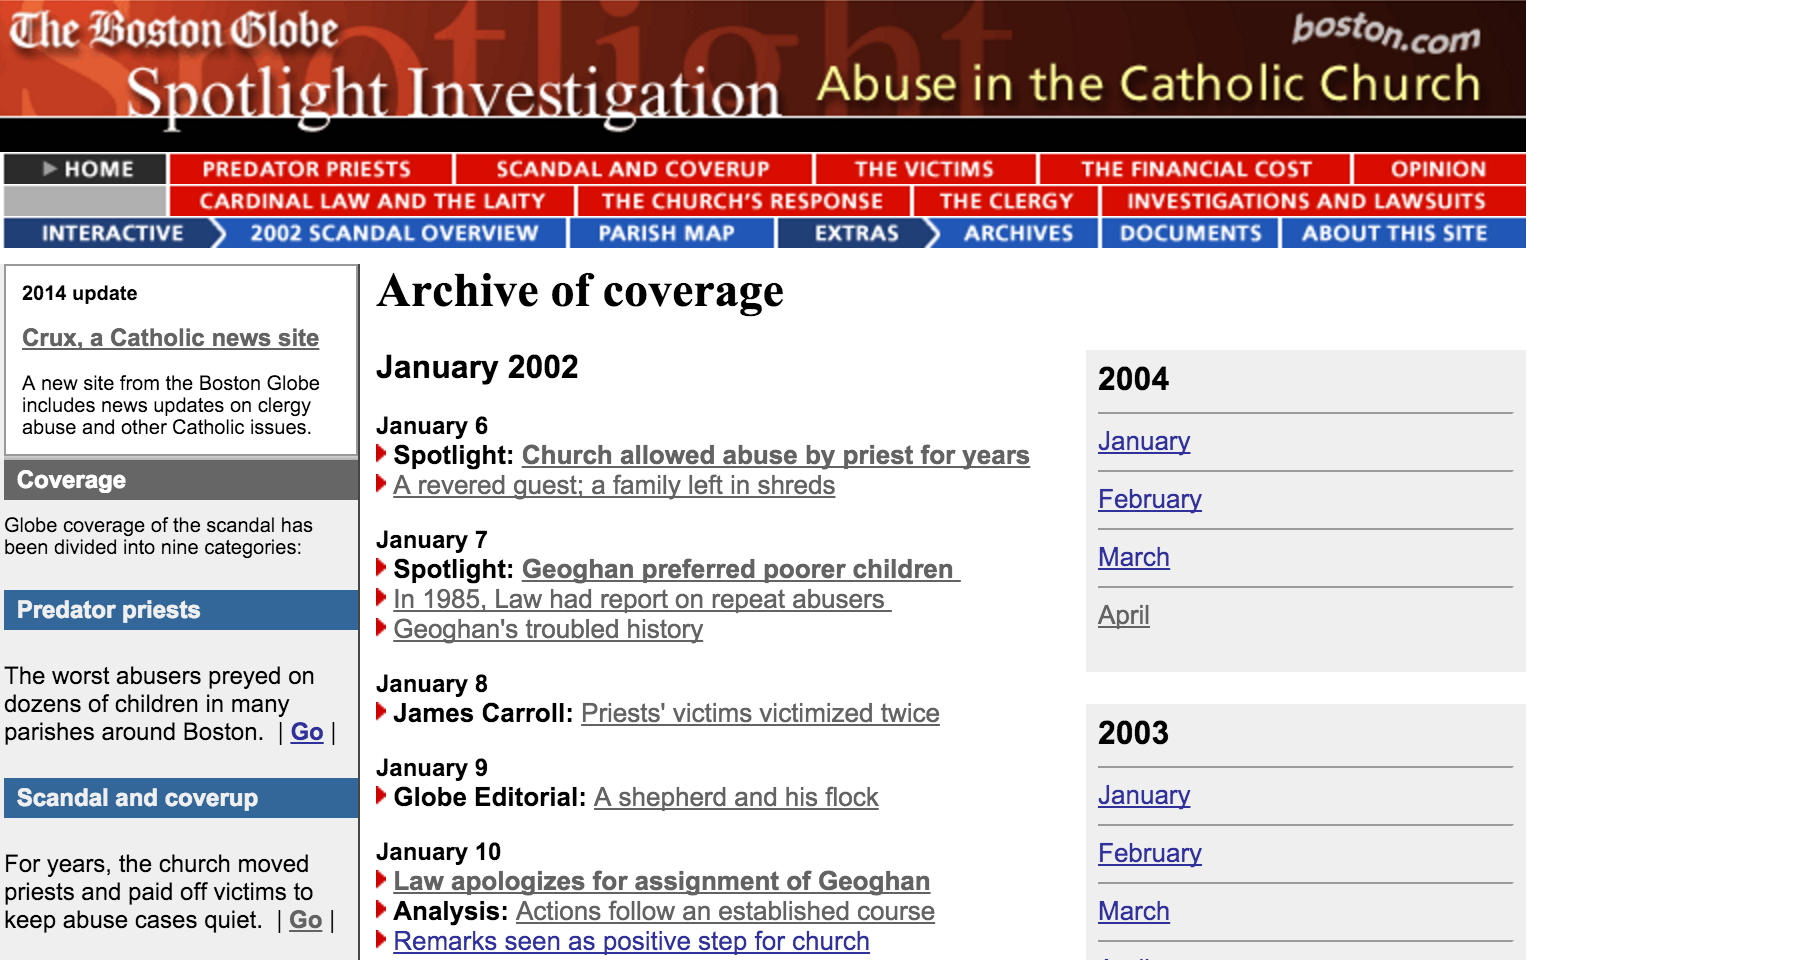 The Boston Globe
Spotlight
boston.com
Spotlight Investigation
Abuse in the Catholic Church
HOME
PREDATOR PRIESTS
SCANDAL AND COVERUP
THE VICTIMS
THE FINANCIAL COST
OPINION
CARDINAL LAW AND THE LAITY
THE CHURCH'S RESPONSE
THE CLERGY
INVESTIGATIONS AND LAWSUITS
INTERACTIVE
2002 SCANDAL OVERVIEW
PARISH MAP
EXTRAS
ARCHIVES
DOCUMENTS
ABOUT THIS SITE
2014 update
Crux, a Catholic news site
A new site from the Boston Globe
includes news updates on clergy
abuse and other Catholic issues.
Coverage
Globe coverage of the scandal has
been divided into nine categories:
Predator priests
The worst abusers preyed on
dozens of children in many
parishes around Boston. | Go |
Scandal and coverup
For years, the church moved
priests and paid off victims to
keep abuse cases quiet. | Go |
Archive of coverage
January 2002
January 6
Spotlight: Church allowed abuse by priest for years
A revered guest; a family left in shreds
January 7
Spotlight: Geoghan preferred poorer children
In 1985, Law had report on repeat abusers
Geoghan's troubled history
January 8
James Carroll: Priests' victims victimized twice
January 9
Globe Editorial: A shepherd and his flock
January 10
Law apologizes for assignment of Geoghan
Analysis: Actions follow an established course
Remarks seen as positive step for church
2004
January
February
March
April
2003
January
February
March